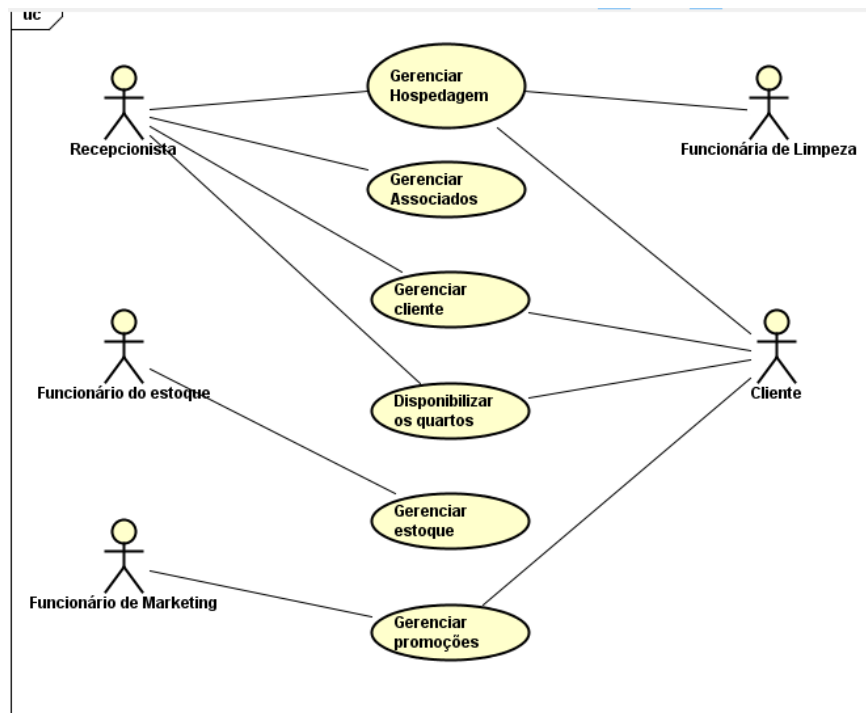 uc
Gerenciar
Hospedagem
Recepcionista
Funcionária de Limpeza
Gerenciar
Associados
Gerenciar
cliente
Funcionário do estoque
Disponibilizar
os quartos
Cliente
Gerenciar
estoque
Funcionário de Marketing
Gerenciar
promoções